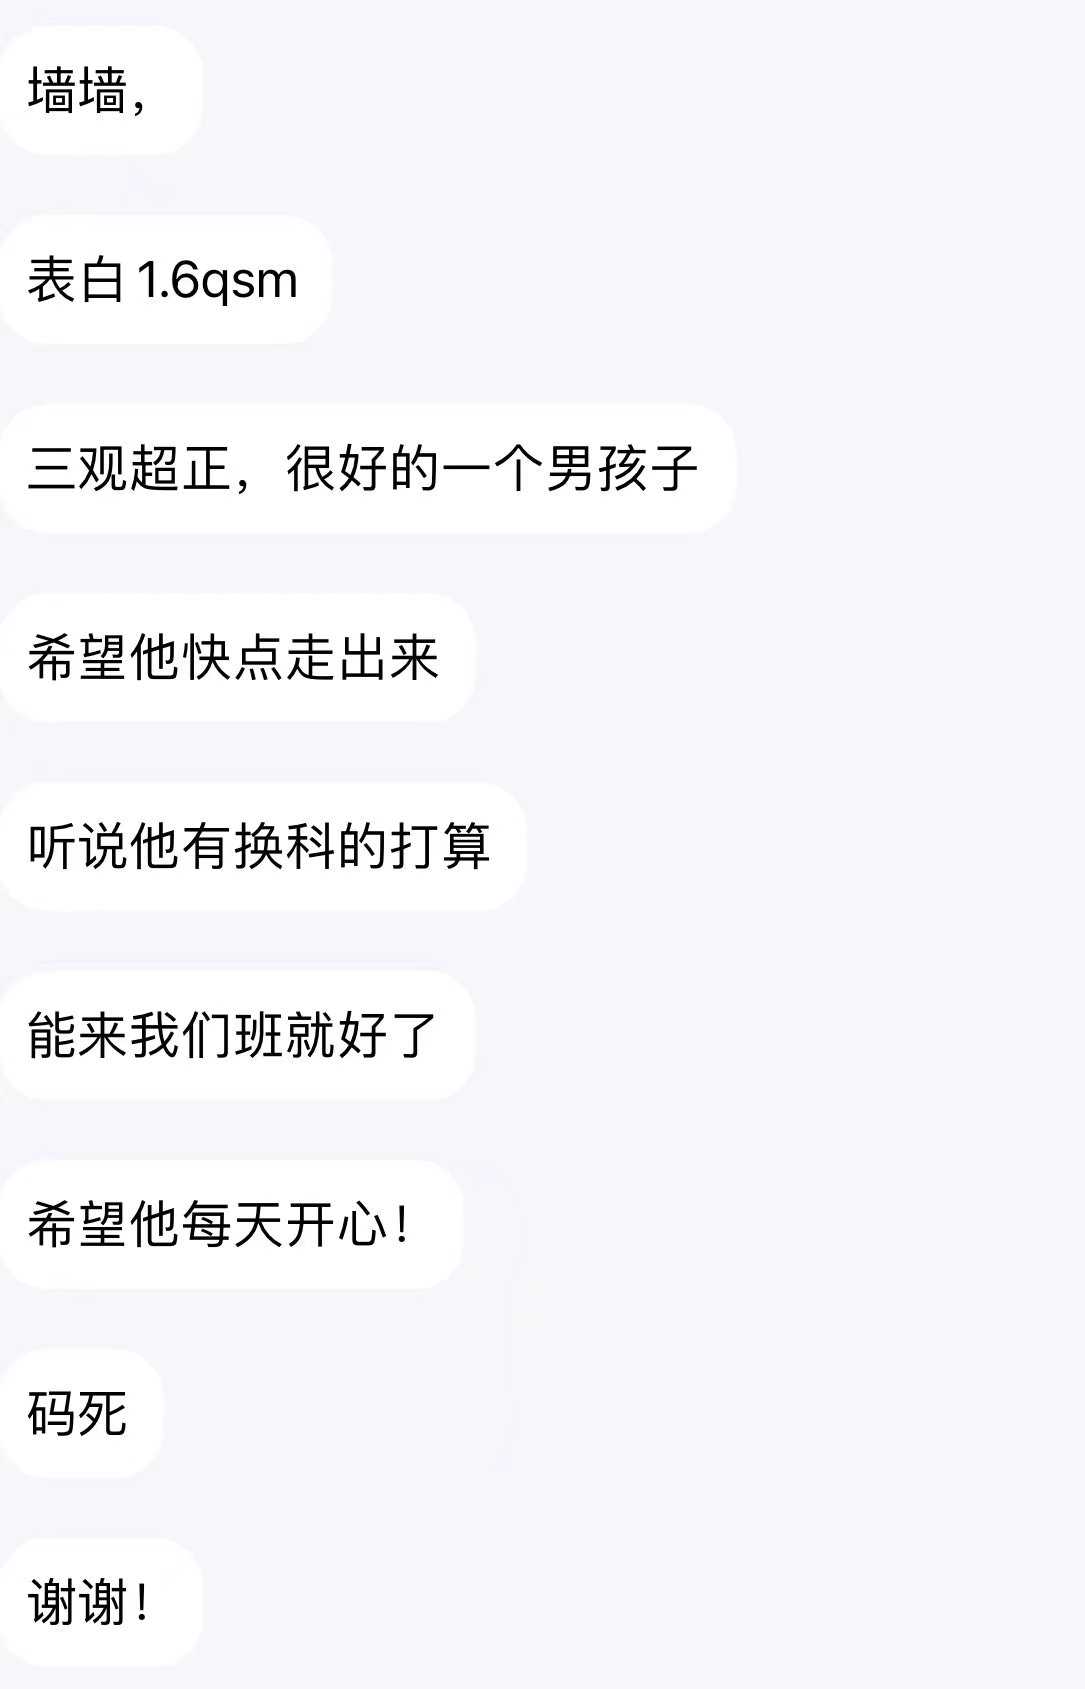 墙墙，
表白1.6qsm
三观超正，很好的一个男孩子
希望他快点走出来
听说他有换科的打算
能来我们班就好了
希望他每天开心！
码死
谢谢！